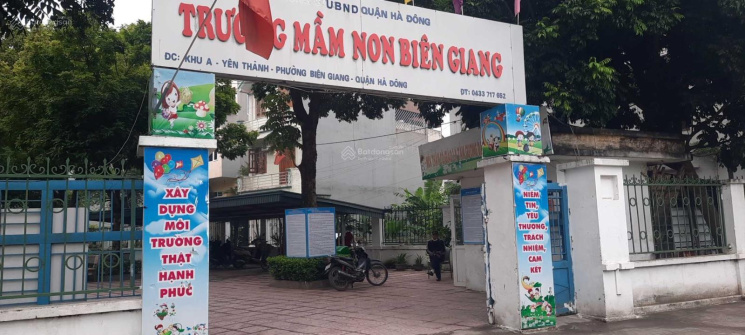 UBND QUẬN HÀ ĐÔNG
TRƯỜNG MẦM NON BIÊN GIANG
ĐC: KHU A - YÊN THÀNH - PHƯỜNG BIÊN GIANG - QUẬN HÀ ĐÔNG
ĐT: 0433 717 662
XÂY
DỰNG
MÔI
TRƯỜNG
THẬT
HẠNH
PHÚC
NIỀM
TIN, YÊU
THƯƠNG,
TRÁCH
NHIỆM,
CAM
KẾT
Batdongsan